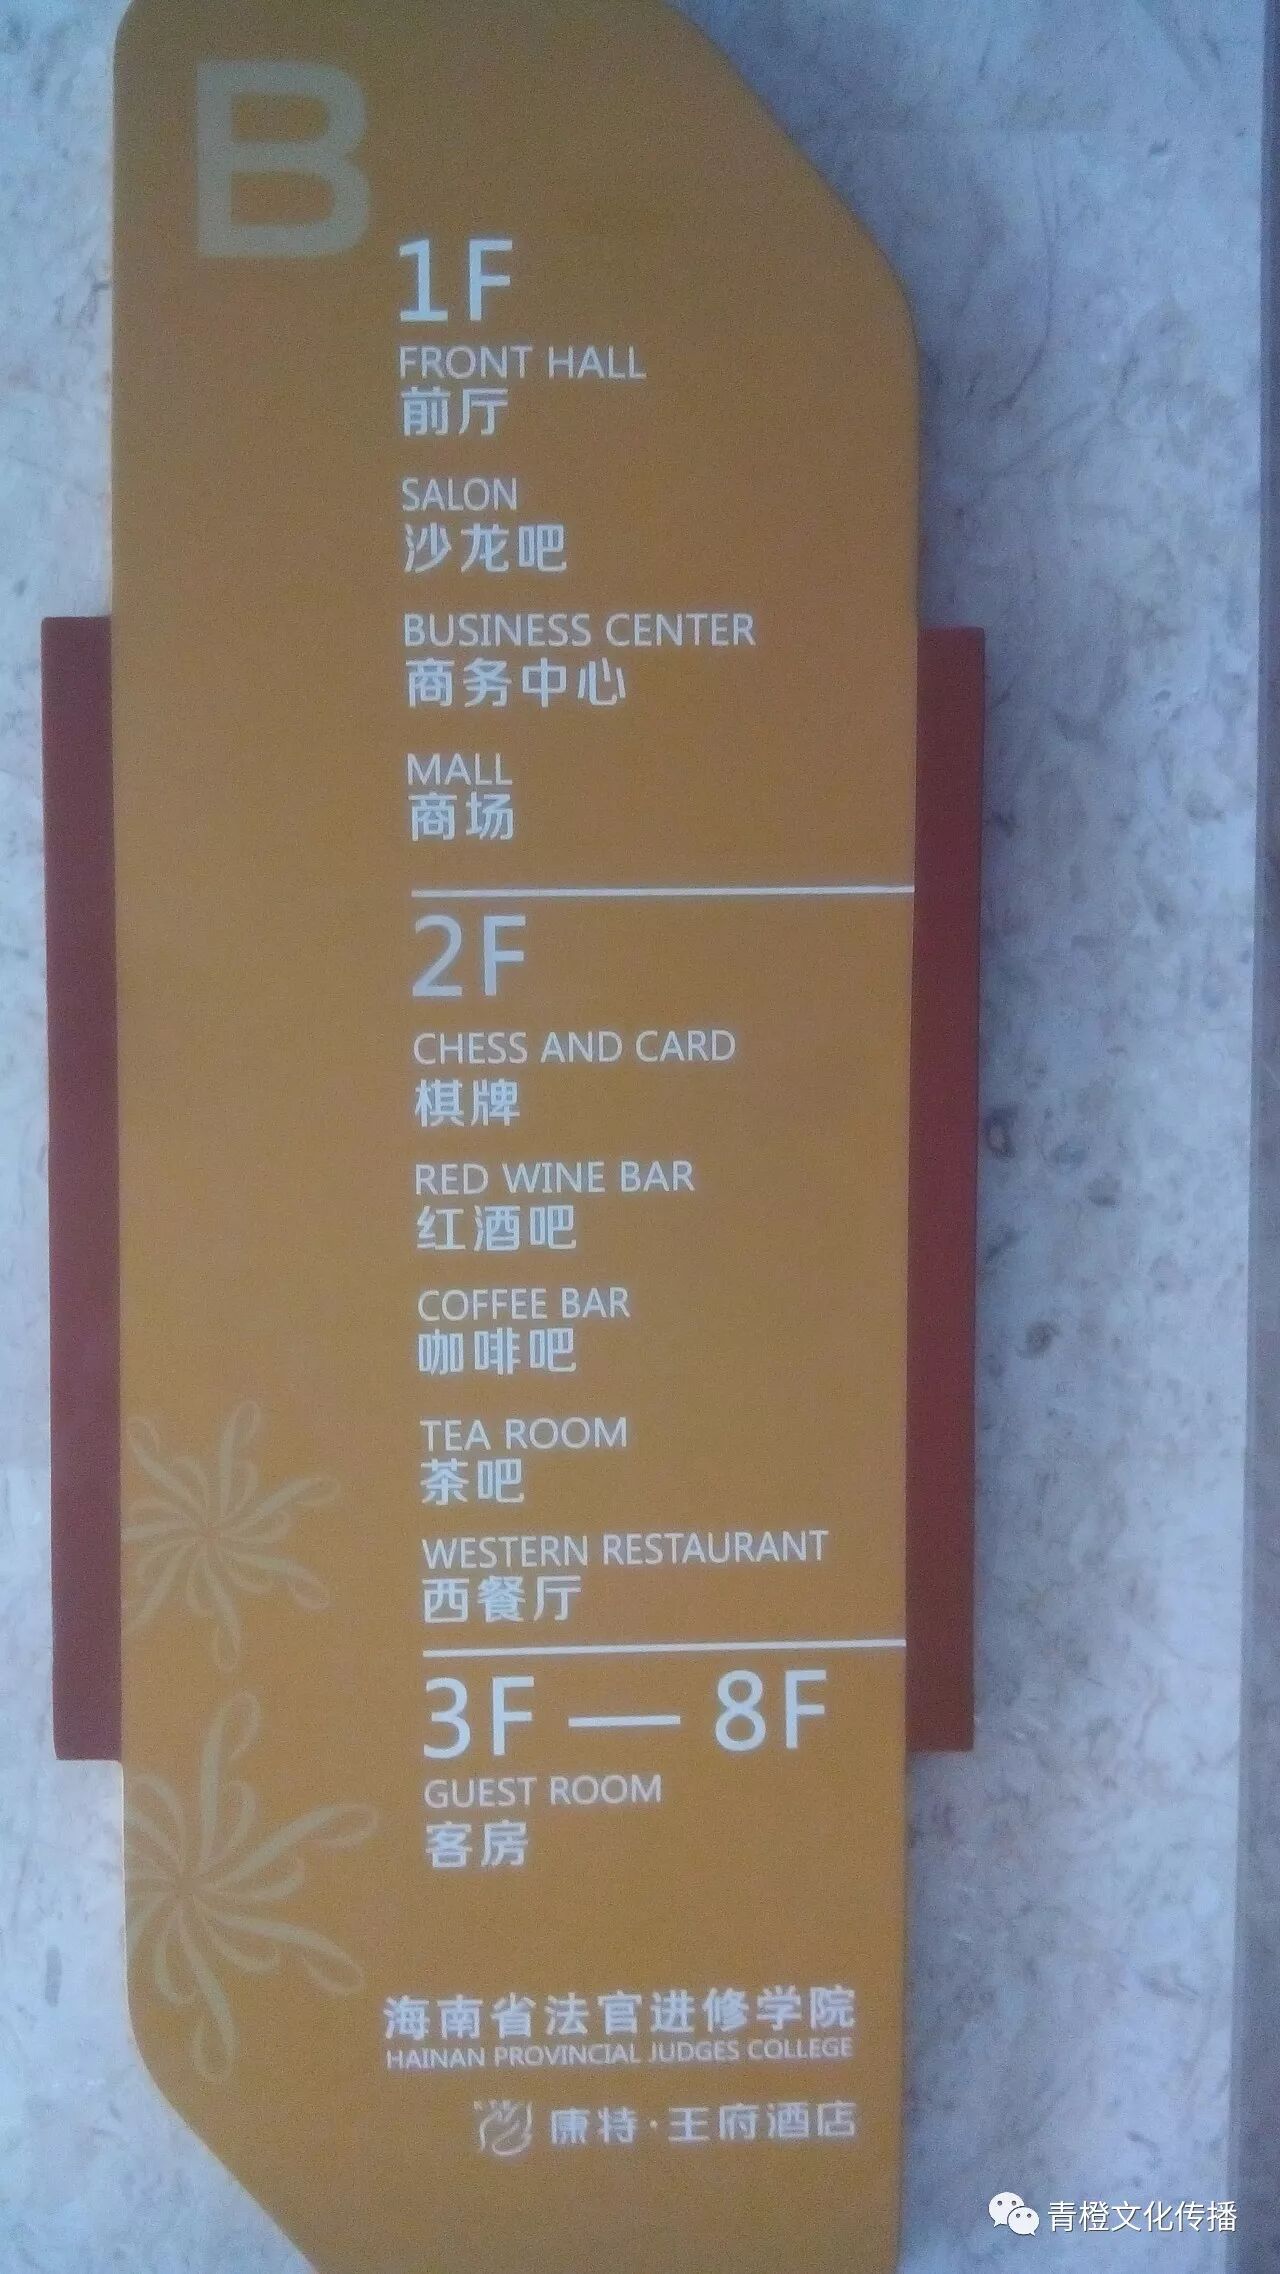 B
1F
FRONT HALL
前厅
SALON
沙龙吧
BUSINESS CENTER
商务中心
MALL
商场
2F
CHESS AND CARD
棋牌
RED WINE BAR
红酒吧
COFFEE BAR
咖啡吧
TEA ROOM
茶吧
WESTERN RESTAURANT
西餐厅
3F — 8F
GUEST ROOM
客房
海南省法官进修学院
HAINAN PROVINCIAL JUDGES COLLEGE
康特·王府酒店
青橙文化传播